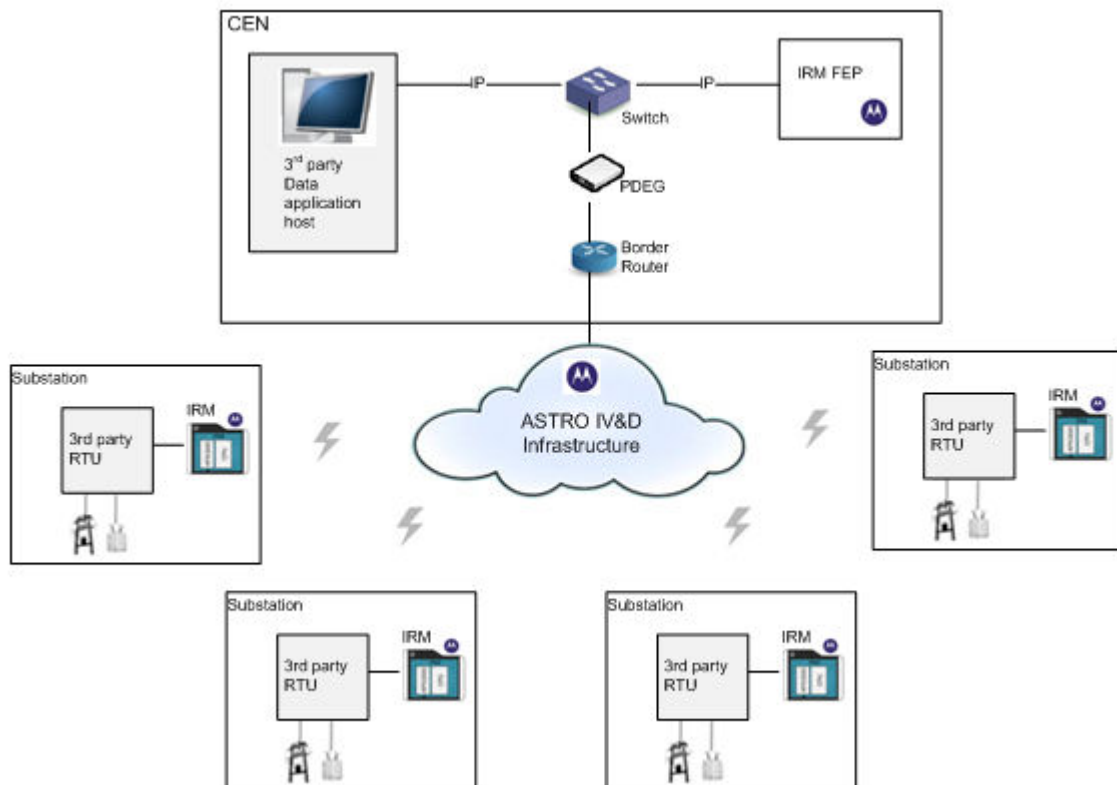 CEN
IP
IP
IRM FEP
Switch
3rd party
Data
application
host
PDEG
Border
Router
ASTRO IV&D
Infrastructure
Substation
IRM
3rd party
RTU
Substation
IRM
3rd party
RTU
Substation
IRM
3rd party
RTU
Substation
IRM
3rd party
RTU